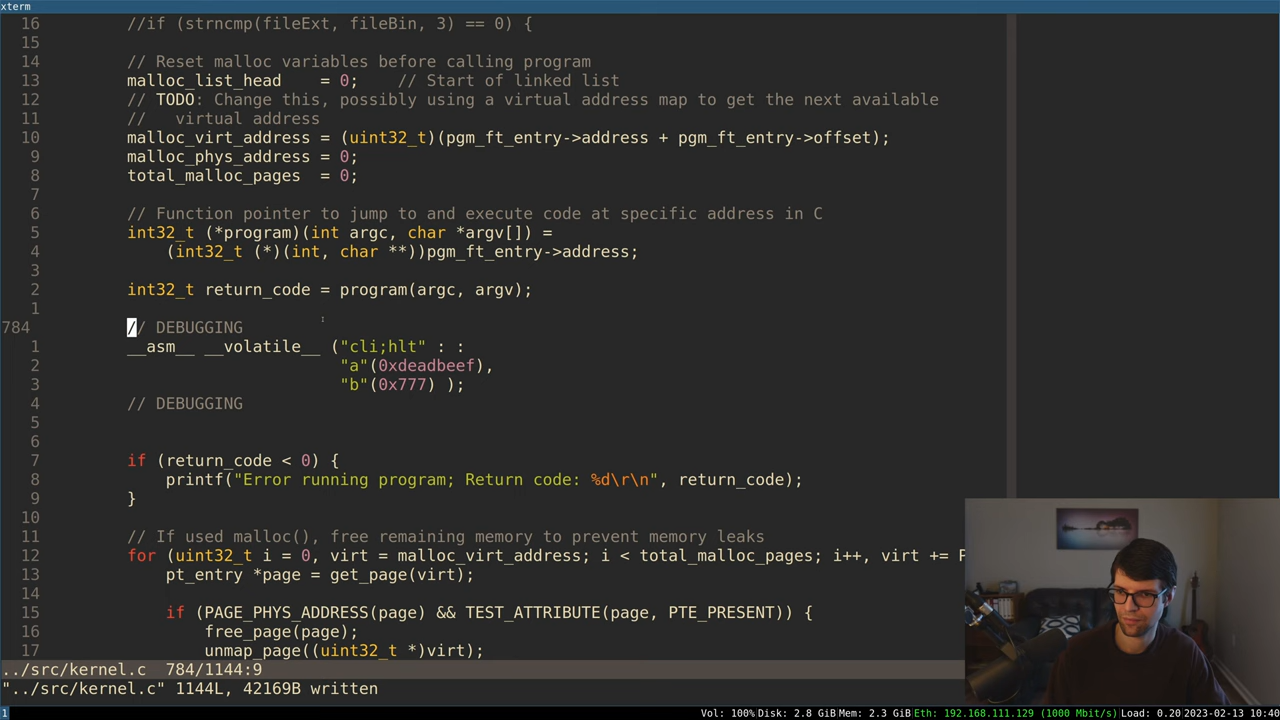 xterm
16 //if (strncmp(fileExt, fileBin, 3) == 0) {
15
14 // Reset malloc variables before calling program
13 malloc_list_head    = 0;    // Start of linked list
12 // TODO: Change this, possibly using a virtual address map to get the next available
11 //   virtual address
10 malloc_virt_address = (uint32_t)(pgm_ft_entry->address + pgm_ft_entry->offset);
9 malloc_phys_address = 0;
8 total_malloc_pages  = 0;
7
6 // Function pointer to jump to and execute code at specific address in C
5 int32_t (*program)(int argc, char *argv[]) =
4     (int32_t (*)(int, char **))pgm_ft_entry->address;
3
2 int32_t return_code = program(argc, argv);
1
784 // DEBUGGING
1 __asm__ __volatile__ ("cli;hlt" : :
2                       "a"(0xdeadbeef),
3                       "b"(0x777) );
4 // DEBUGGING
5
6
7 if (return_code < 0) {
8     printf("Error running program; Return code: %d\r\n", return_code);
9 }
10
11 // If used malloc(), free remaining memory to prevent memory leaks
12 for (uint32_t i = 0, virt = malloc_virt_address; i < total_malloc_pages; i++, virt += P
13     pt_entry *page = get_page(virt);
14
15     if (PAGE_PHYS_ADDRESS(page) && TEST_ATTRIBUTE(page, PTE_PRESENT)) {
16         free_page(page);
17         unmap_page((uint32_t *)virt);
../src/kernel.c  784/1144:9
"../src/kernel.c" 1144L, 42169B written
1 Vol: 100% Disk: 2.8 GiB Mem: 2.3 GiB Eth: 192.168.111.129 (1000 Mbit/s) Load: 0.20 2023-02-13 10:40